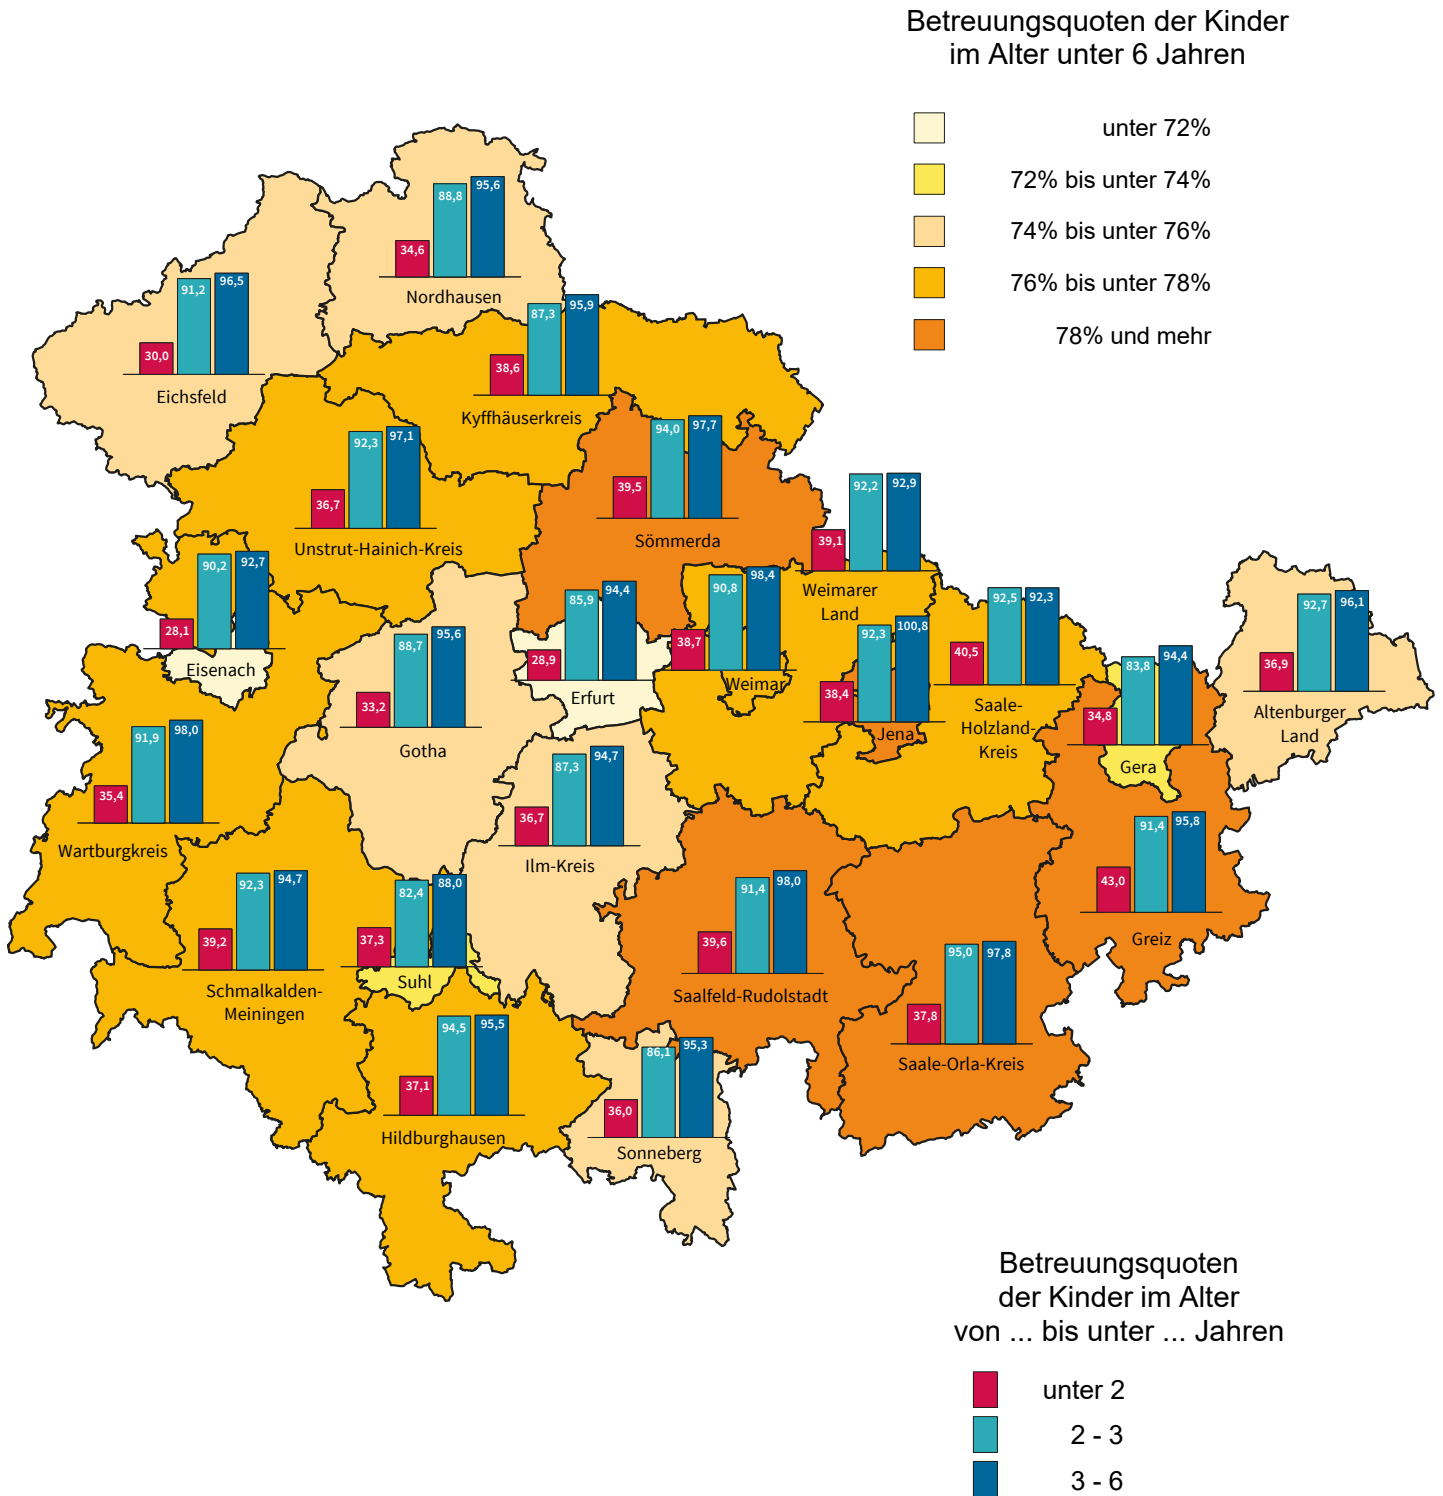 Betreuungsquoten der Kinder
im Alter unter 6 Jahren
unter 72%
72% bis unter 74%
74% bis unter 76%
76% bis unter 78%
78% und mehr
34,6 88,8 95,6
Nordhausen
30,0 91,2 96,5
Eichsfeld
38,6 87,3 95,9
Kyffhäuserkreis
36,7 92,3 97,1
Unstrut-Hainich-Kreis
39,5 94,0 97,7
Sömmerda
39,1 92,2 92,9
Weimarer
Land
28,1 90,2 92,7
Eisenach
33,2 88,7 95,6
Gotha
28,9 85,9 94,4
Erfurt
38,7 90,8 98,4
Weimar
38,4 92,3 100,8
Jena
40,5 92,5 92,3
Saale-
Holzland-
Kreis
34,8 83,8 94,4
Gera
36,9 92,7 96,1
Altenburger
Land
35,4 91,9 98,0
Wartburgkreis
36,7 87,3 94,7
Ilm-Kreis
43,0 91,4 95,8
Greiz
39,2 92,3 94,7
Schmalkalden-
Meiningen
37,3 82,4 88,0
Suhl
39,6 91,4 98,0
Saalfeld-Rudolstadt
37,8 95,0 97,8
Saale-Orla-Kreis
37,1 94,5 95,5
Hildburghausen
36,0 86,1 95,3
Sonneberg
Betreuungsquoten
der Kinder im Alter
von ... bis unter ... Jahren
unter 2
2 - 3
3 - 6